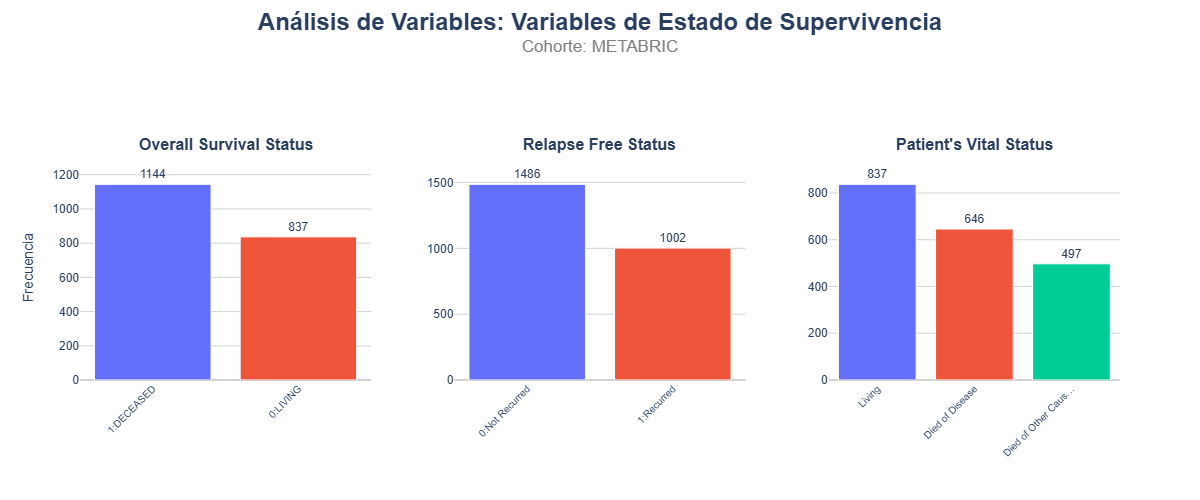 Análisis de Variables: Variables de Estado de Supervivencia
Cohorte: METABRIC
Overall Survival Status
Relapse Free Status
Patient's Vital Status
Frecuencia
1200
1000
800
600
400
200
0
1144
837
1:DECEASED
0:LIVING
1500
1000
500
0
1486
1002
0:Not Recurred
1:Recurred
800
600
400
200
0
837
646
497
Living
Died of Disease
Died of Other Caus...